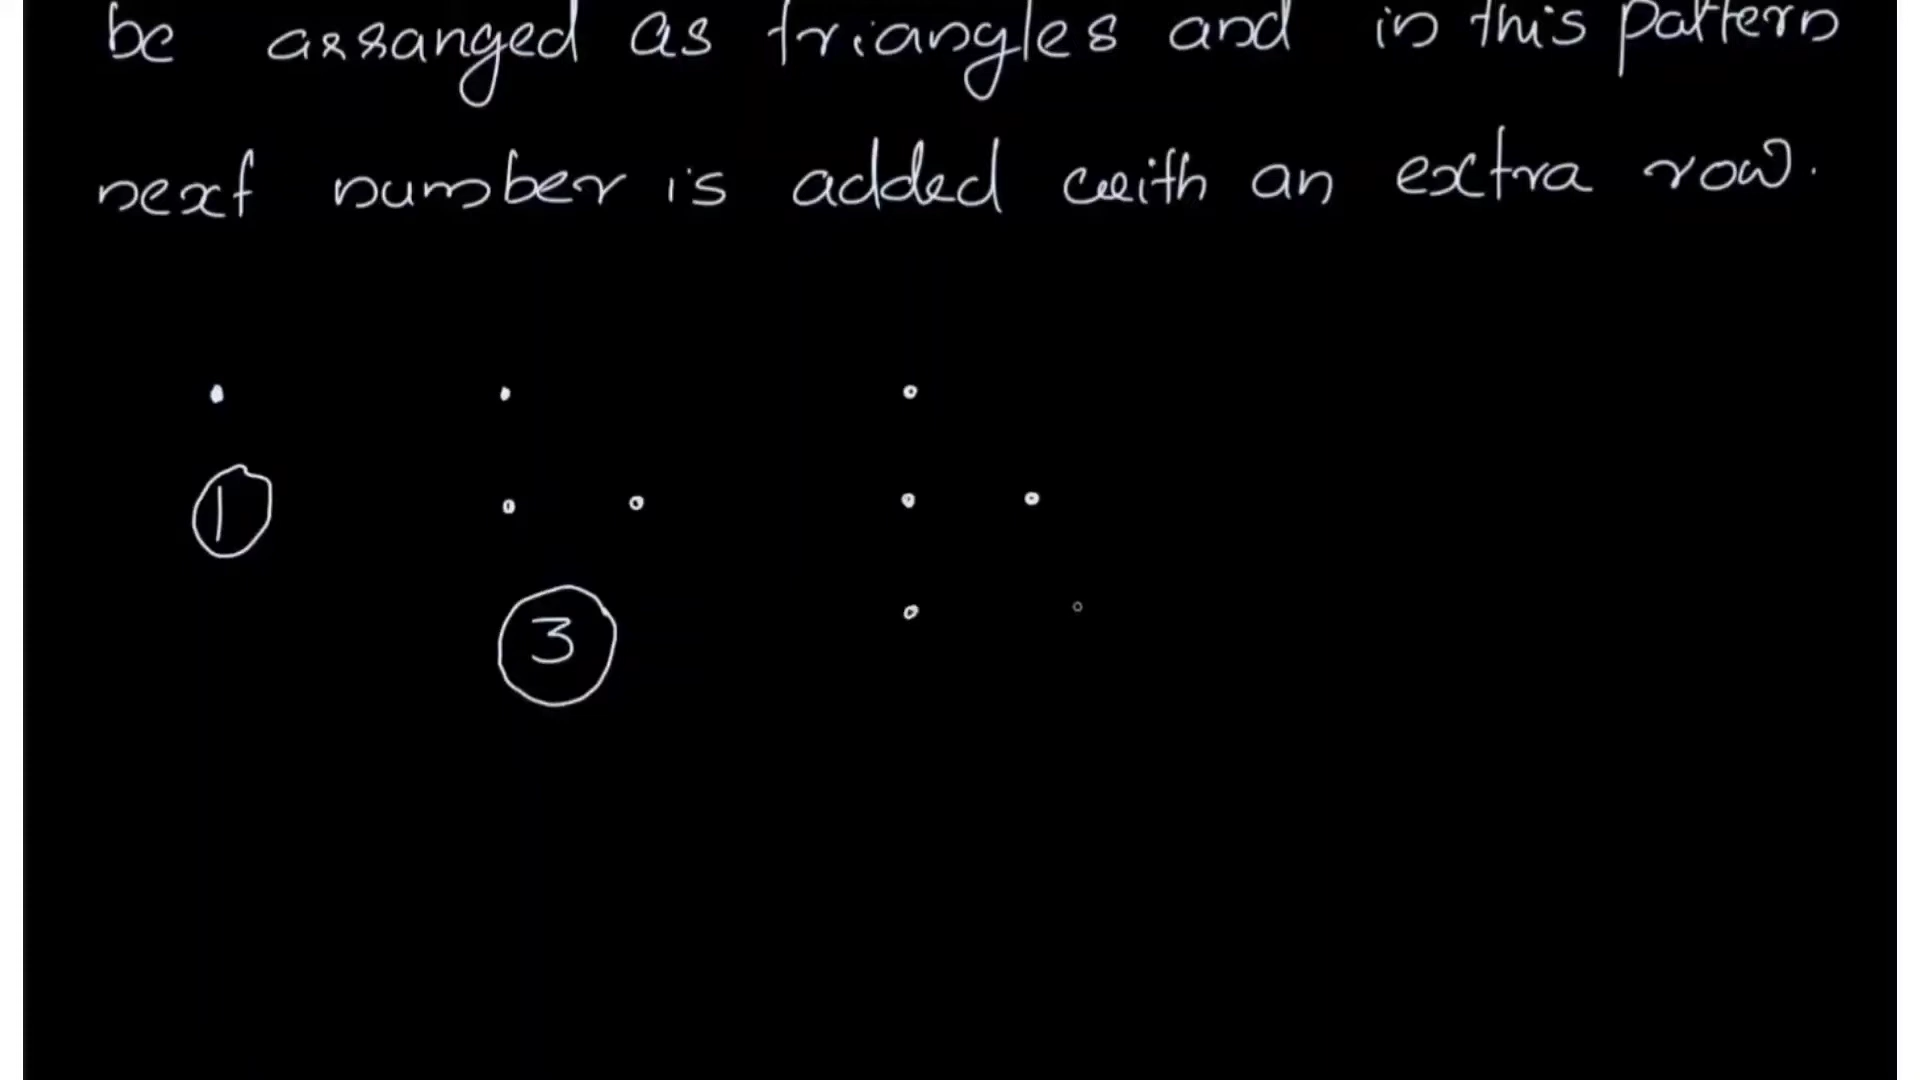 be arranged as triangles and in this pattern
next number is added with an extra row.
1
3